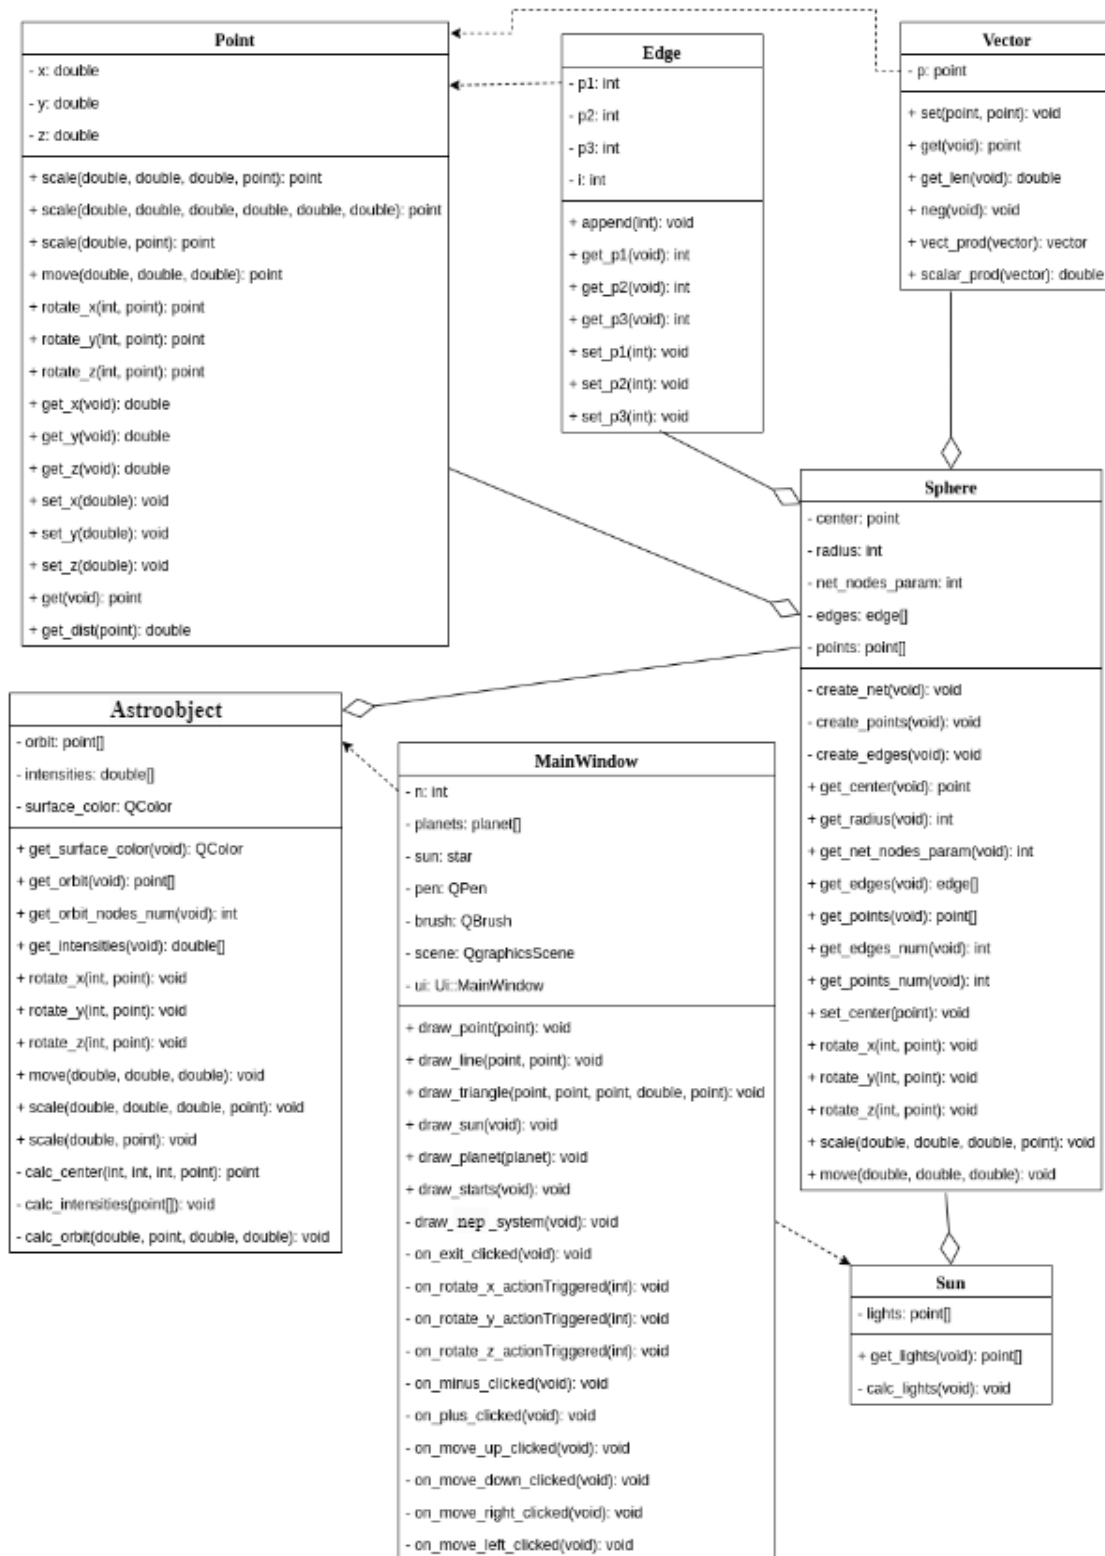 Point
- x: double
- y: double
- z: double
+ scale(double, double, double, point): point
+ scale(double, double, double, double, double, double): point
+ scale(double, point): point
+ move(double, double, double): point
+ rotate_x(int, point): point
+ rotate_y(int, point): point
+ rotate_z(int, point): point
+ get_x(void): double
+ get_y(void): double
+ get_z(void): double
+ set_x(double): void
+ set_y(double): void
+ set_z(double): void
+ get(void): point
+ get_dist(point): double
Edge
- p1: int
- p2: int
- p3: int
- i: int
+ append(int): void
+ get_p1(void): int
+ get_p2(void): int
+ get_p3(void): int
+ set_p1(int): void
+ set_p2(int): void
+ set_p3(int): void
Vector
- p: point
+ set(point, point): void
+ get(void): point
+ get_len(void): double
+ neg(void): void
+ vect_prod(vector): vector
+ scalar_prod(vector): double
Sphere
- center: point
- radius: int
- net_nodes_param: int
- edges: edge[]
- points: point[]
- create_net(void): void
- create_points(void): void
- create_edges(void): void
+ get_center(void): point
+ get_radius(void): int
+ get_net_nodes_param(void): int
+ get_edges(void): edge[]
+ get_points(void): point[]
+ get_edges_num(void): int
+ get_points_num(void): int
+ set_center(point): void
+ rotate_x(int, point): void
+ rotate_y(int, point): void
+ rotate_z(int, point): void
+ scale(double, double, double, point): void
+ move(double, double, double): void
Astroobject
- orbit: point[]
- intensities: double[]
- surface_color: QColor
+ get_surface_color(void): QColor
+ get_orbit(void): point[]
+ get_orbit_nodes_num(void): int
+ get_intensities(void): double[]
+ rotate_x(int, point): void
+ rotate_y(int, point): void
+ rotate_z(int, point): void
+ move(double, double, double): void
+ scale(double, double, double, point): void
+ scale(double, point): void
- calc_center(int, int, int, point): point
- calc_intensities(point[]): void
- calc_orbit(double, point, double, double): void
MainWindow
- n: int
- planets: planet[]
- sun: star
- pen: QPen
- brush: QBrush
- scene: QgraphicsScene
- ui: Ui::MainWindow
+ draw_point(point): void
+ draw_line(point, point): void
+ draw_triangle(point, point, point, double, point): void
+ draw_sun(void): void
+ draw_planet(planet): void
+ draw_starts(void): void
- draw_ nep _system(void): void
- on_exit_clicked(void): void
- on_rotate_x_actionTriggered(int): void
- on_rotate_y_actionTriggered(int): void
- on_rotate_z_actionTriggered(int): void
- on_minus_clicked(void): void
- on_plus_clicked(void): void
- on_move_up_clicked(void): void
- on_move_down_clicked(void): void
- on_move_right_clicked(void): void
- on_move_left_clicked(void): void
Sun
- lights: point[]
+ get_lights(void): point[]
- calc_lights(void): void